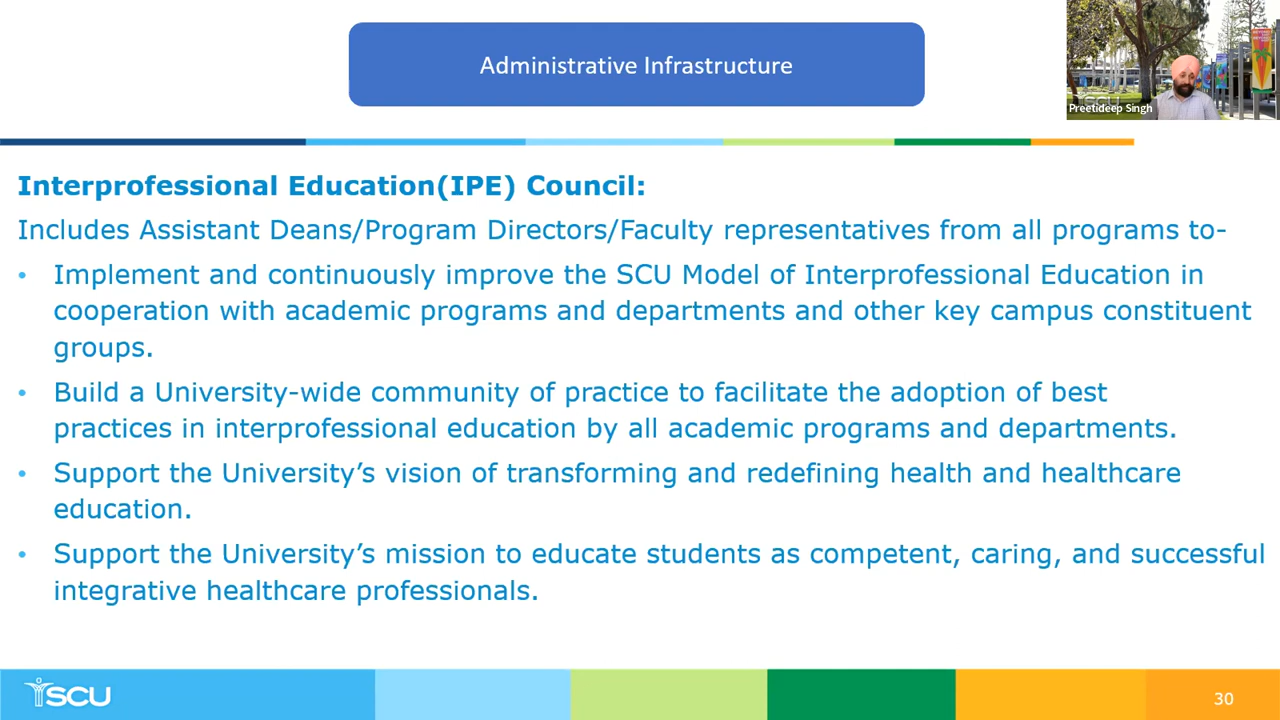 Administrative Infrastructure
Preetideep Singh
Interprofessional Education(IPE) Council:
Includes Assistant Deans/Program Directors/Faculty representatives from all programs to-
• Implement and continuously improve the SCU Model of Interprofessional Education in
cooperation with academic programs and departments and other key campus constituent
groups.
• Build a University-wide community of practice to facilitate the adoption of best
practices in interprofessional education by all academic programs and departments.
• Support the University’s vision of transforming and redefining health and healthcare
education.
• Support the University’s mission to educate students as competent, caring, and successful
integrative healthcare professionals.
SCU
30